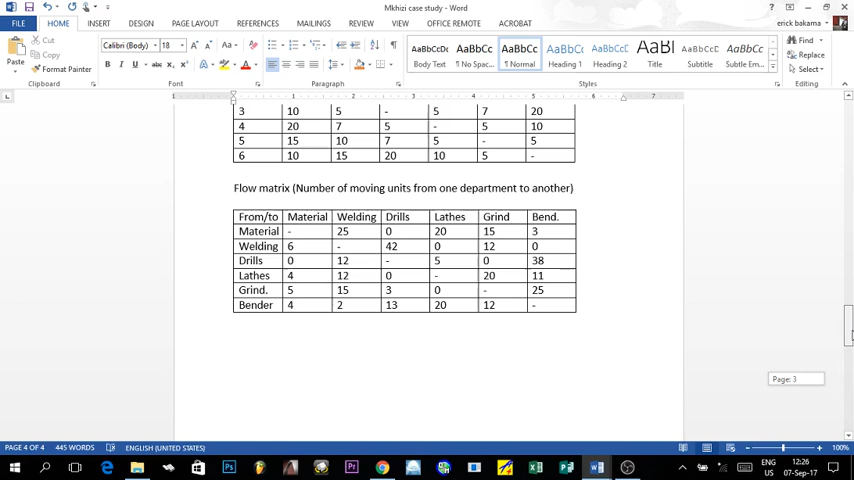 Mkhizi case study - Word
FILE HOME INSERT DESIGN PAGE LAYOUT REFERENCES MAILINGS REVIEW VIEW OFFICE REMOTE ACROBAT erick bakama
Paste
Cut
Copy
Format Painter
Clipboard
Calibri (Body) 18
Font
Paragraph
AaBbCcDc AaBbCc AaBbCc AaBbCc AaBbCcC AaBbI AaBbCcC AaBbCc
Body Text ¶ No Spac... ¶ Normal Heading 1 Heading 2 Title Subtitle Emphasis
Styles
Find
Replace
Select
Editing
3 10 5 - 5 7 20
4 20 7 5 - 5 10
5 15 10 7 5 - 5
6 10 15 20 10 5 -
Flow matrix (Number of moving units from one department to another)
From/to Material Welding Drills Lathes Grind Bend.
Material - 25 0 20 15 3
Welding 6 - 42 0 12 0
Drills 0 12 - 5 0 38
Lathes 4 12 0 - 20 11
Grind. 5 15 3 0 - 25
Bender 4 2 13 20 12 -
Page: 3
PAGE 4 OF 4 445 WORDS ENGLISH (UNITED STATES) 100%
ENG
US
12:26
07-Sep-17